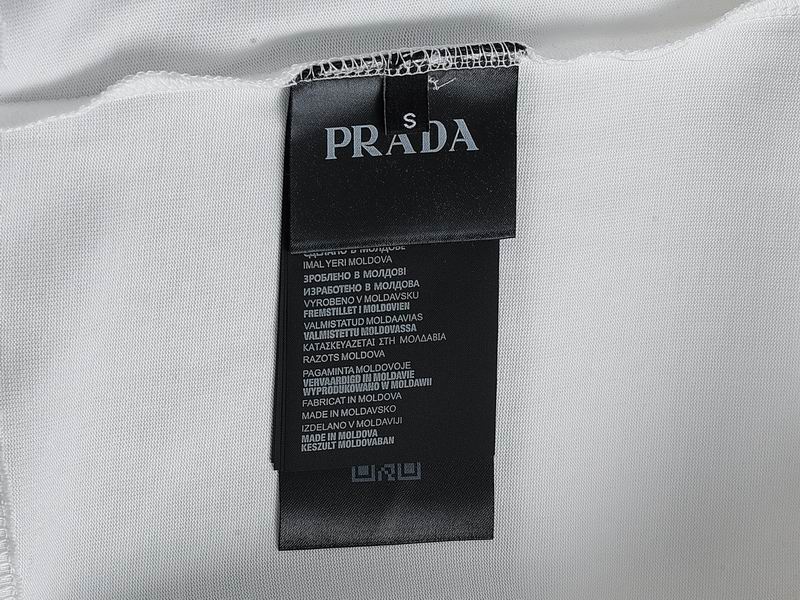 S
PRADA
СДЕЛАНО В МОЛДОВЕ
IMAL YERI MOLDOVA
ЗРОБЛЕНО В МОЛДОВІ
ИЗРАБОТЕНО В МОЛДОВА
VYROBENO V MOLDAVSKU
FREMSTILLET I MOLDOVIEN
VALMISTATUD MOLDAAVIAS
VALMISTETTU MOLDOVASSA
ΚΑΤΑΣΚΕΥΑΖΕΤΑΙ ΣΤΗ ΜΟΛΔΑΒΙΑ
RAZOTS MOLDOVA
PAGAMINTA MOLDOVOJE
VERVAARDIGD IN MOLDAVIE
WYPRODUKOWANO W MOLDAWII
FABRICAT IN MOLDOVA
MADE IN MOLDAVSKO
IZDELANO V MOLDAVIJI
MADE IN MOLDOVA
KESZULT MOLDOVABAN